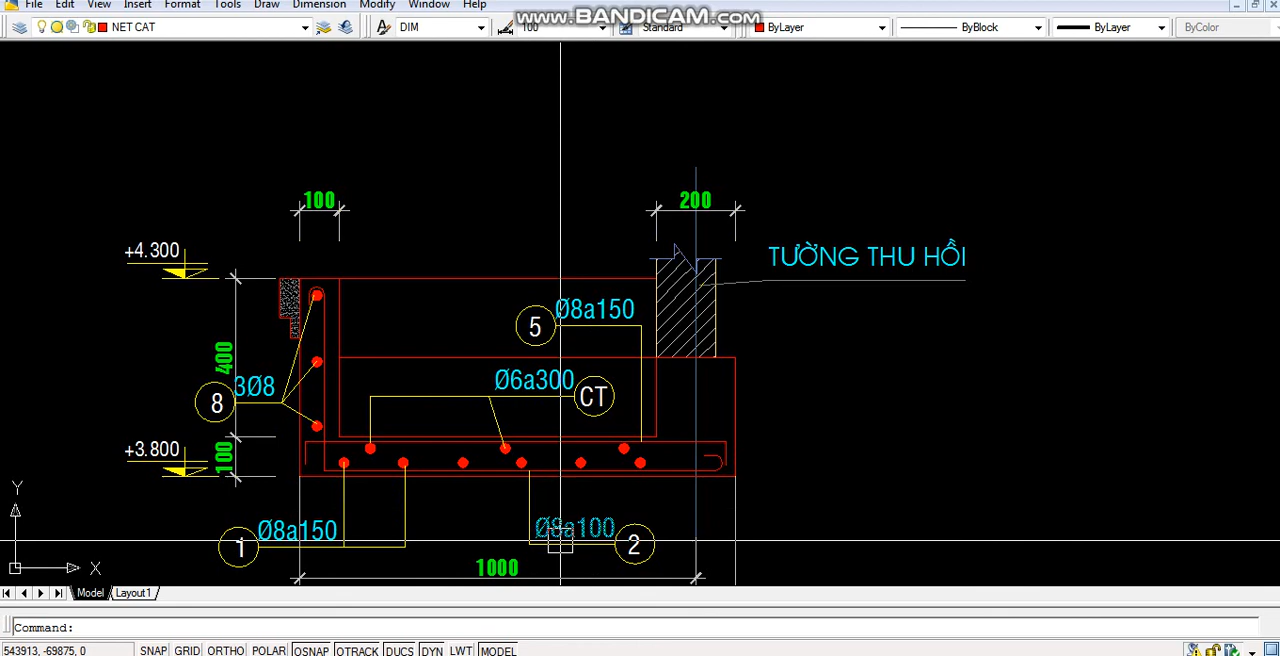 File Edit View Insert Format Tools Draw Dimension Modify Window Help
www.BANDICAM.com
NET CAT DIM 100 Standard ByLayer ByBlock ByLayer ByColor
100 200
+4.300
TƯỜNG THU HỒI
5 Ø8a150
400
8 3Ø8
Ø6a300 CT
+3.800
100
1 Ø8a150
Ø8a100 2
1000
Y
X
Model Layout1
Command:
543913, -69875, 0 SNAP GRID ORTHO POLAR OSNAP OTRACK DUCS DYN LWT MODEL